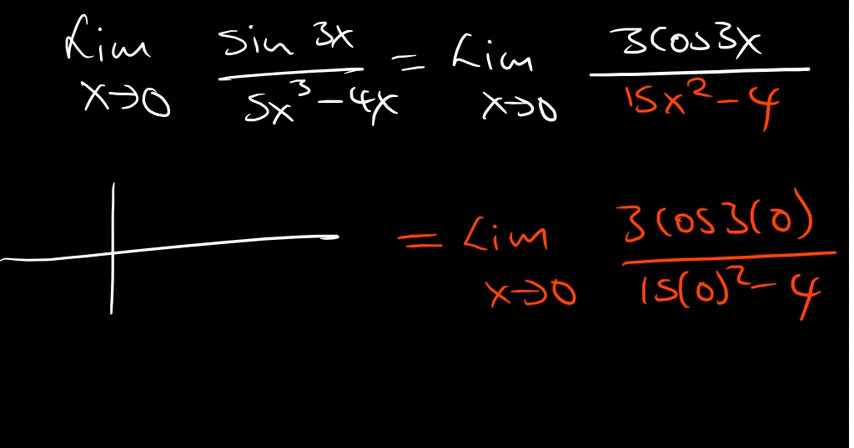 Lim x→0 sin 3x / 5x³ - 4x = Lim x→0 3cos3x / 15x² - 4
= Lim x→0 3cos3(0) / 15(0)² - 4